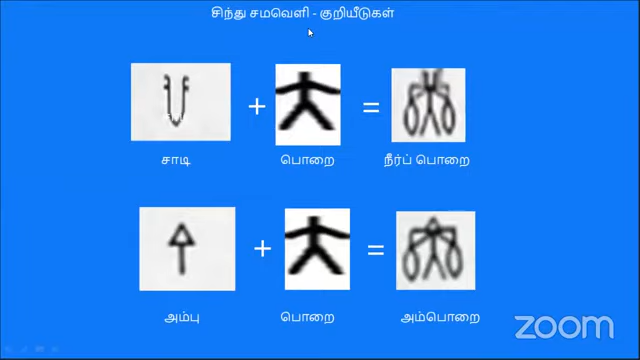 சிந்து சமவெளி - குறியீடுகள்
+ =
சாடி பொறை நீர்ப் பொறை
+ =
அம்பு பொறை அம்பொறை
zoom